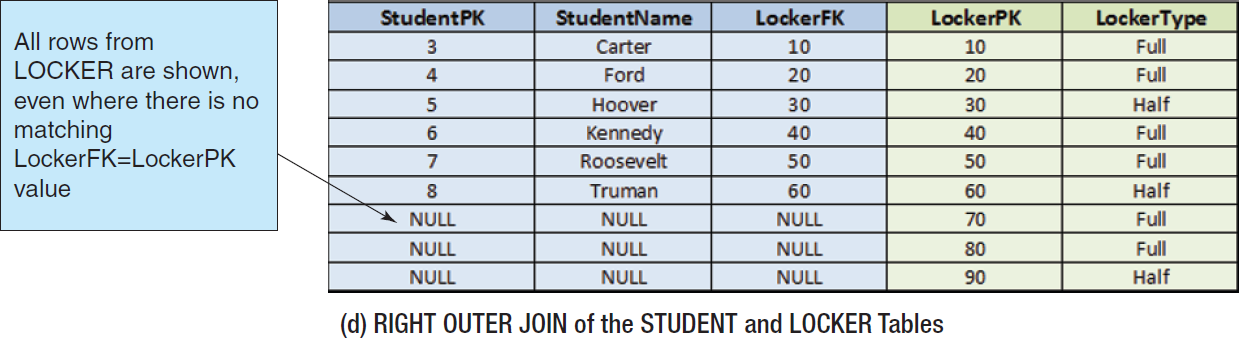 All rows from
LOCKER are shown,
even where there is no
matching
LockerFK=LockerPK
value
StudentPK StudentName LockerFK LockerPK LockerType
3 Carter 10 10 Full
4 Ford 20 20 Full
5 Hoover 30 30 Half
6 Kennedy 40 40 Full
7 Roosevelt 50 50 Full
8 Truman 60 60 Half
NULL NULL NULL 70 Full
NULL NULL NULL 80 Full
NULL NULL NULL 90 Half
(d) RIGHT OUTER JOIN of the STUDENT and LOCKER Tables